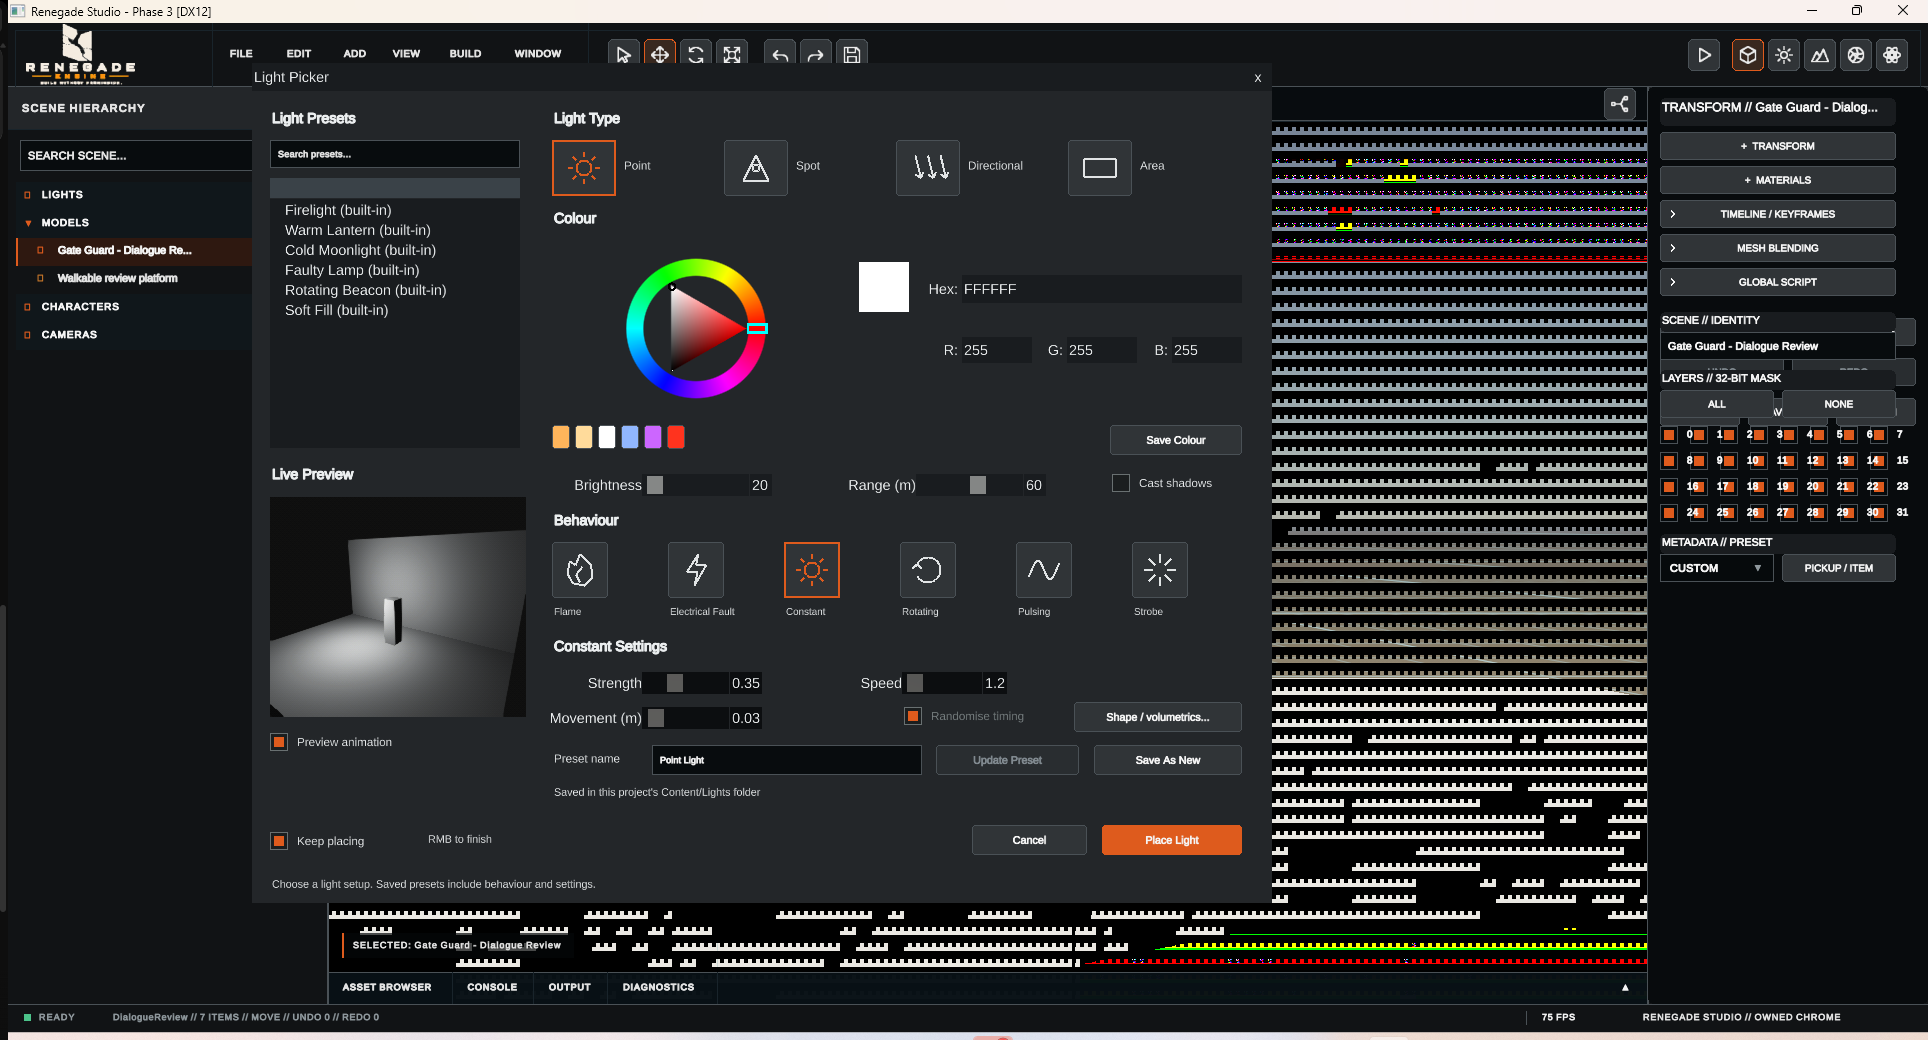 Renegade Studio - Phase 3 [DX12]
RENEGADE
ENGINE
BUILD WITHOUT PERMISSION.
FILE EDIT ADD VIEW BUILD WINDOW
Light Picker x
SCENE HIERARCHY
SEARCH SCENE...
LIGHTS
MODELS
Gate Guard - Dialogue Re...
Walkable review platform
CHARACTERS
CAMERAS
Light Presets
Search presets...
Firelight (built-in)
Warm Lantern (built-in)
Cold Moonlight (built-in)
Faulty Lamp (built-in)
Rotating Beacon (built-in)
Soft Fill (built-in)
Live Preview
Preview animation
Keep placing RMB to finish
Choose a light setup. Saved presets include behaviour and settings.
Light Type
Point Spot Directional Area
Colour
Hex: FFFFFF
R: 255 G: 255 B: 255
Save Colour
Brightness 20 Range (m) 60 Cast shadows
Behaviour
Flame Electrical Fault Constant Rotating Pulsing Strobe
Constant Settings
Strength 0.35 Speed 1.2
Movement (m) 0.03 Randomise timing Shape / volumetrics...
Preset name Point Light Update Preset Save As New
Saved in this project's Content/Lights folder
Cancel Place Light
TRANSFORM // Gate Guard - Dialog...
+ TRANSFORM
+ MATERIALS
> TIMELINE / KEYFRAMES
> MESH BLENDING
> GLOBAL SCRIPT
SCENE // IDENTITY
Gate Guard - Dialogue Review
LAYERS // 32-BIT MASK
ALL NONE
0 1 2 3 4 5 6 7
8 9 10 11 12 13 14 15
16 17 18 19 20 21 22 23
24 25 26 27 28 29 30 31
METADATA // PRESET
CUSTOM PICKUP / ITEM
SELECTED: Gate Guard - Dialogue Review
ASSET BROWSER CONSOLE OUTPUT DIAGNOSTICS
READY DialogueReview // 7 ITEMS // MOVE // UNDO 0 // REDO 0 75 FPS RENEGADE STUDIO // OWNED CHROME